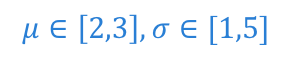 μ ∈ [2,3], σ ∈ [1,5]